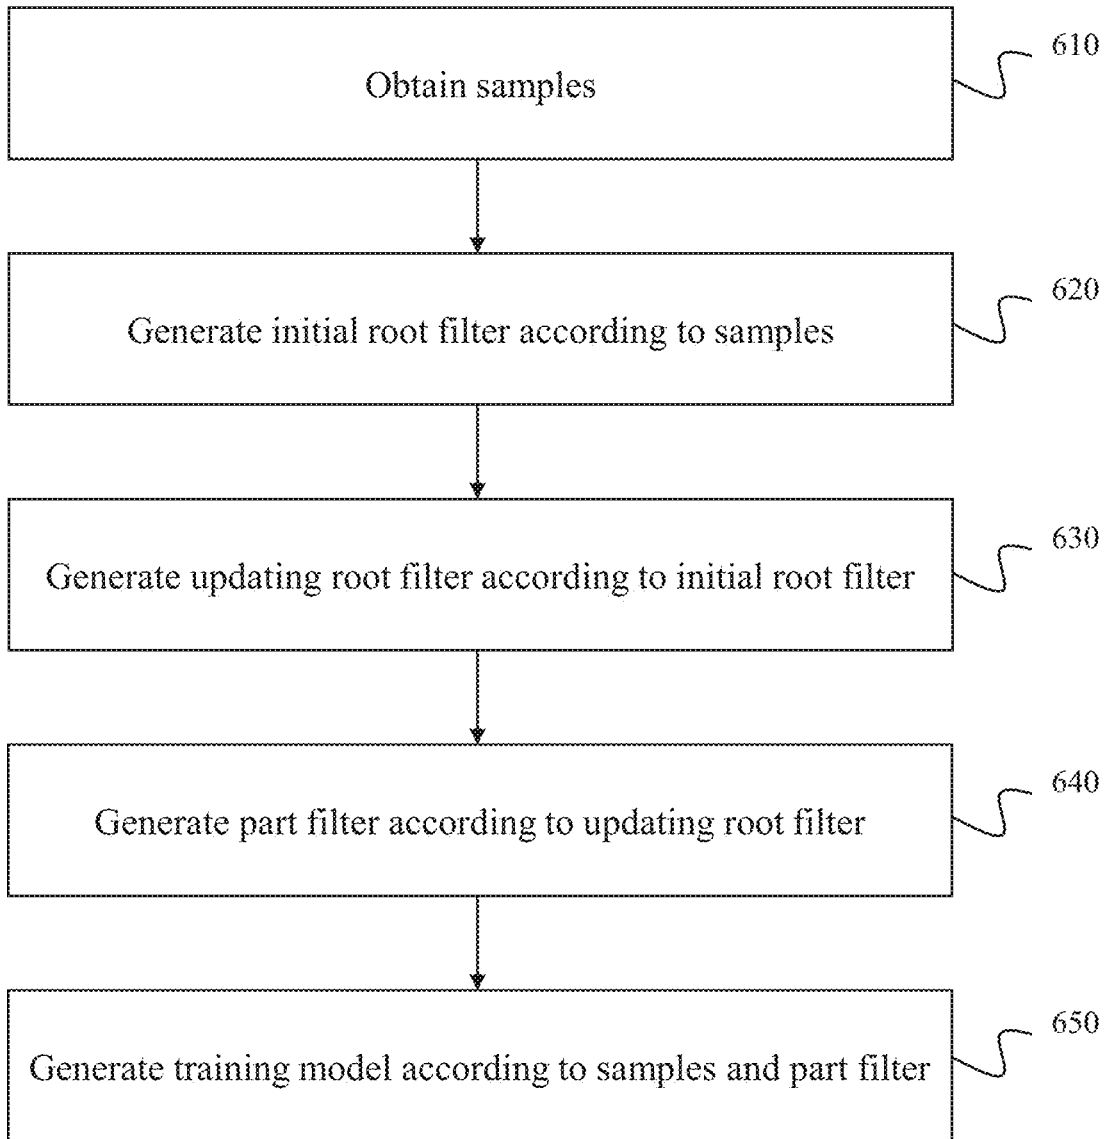 Obtain samples
610
Generate initial root filter according to samples
620
Generate updating root filter according to initial root filter
630
Generate part filter according to updating root filter
640
Generate training model according to samples and part filter
650